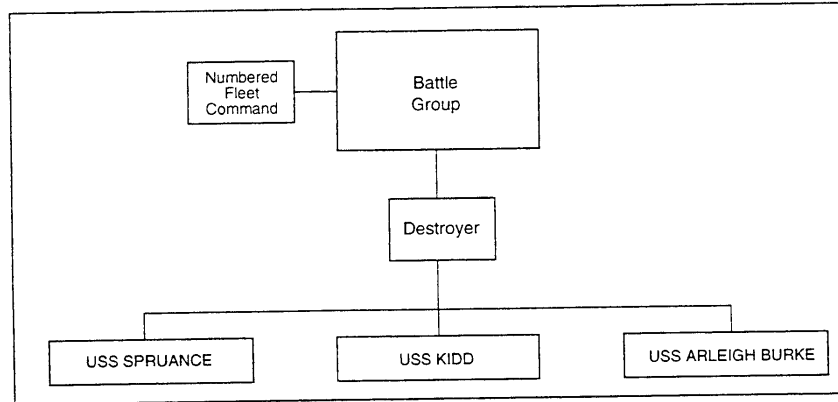 Numbered
Fleet
Command
Battle
Group
Destroyer
USS SPRUANCE
USS KIDD
USS ARLEIGH BURKE